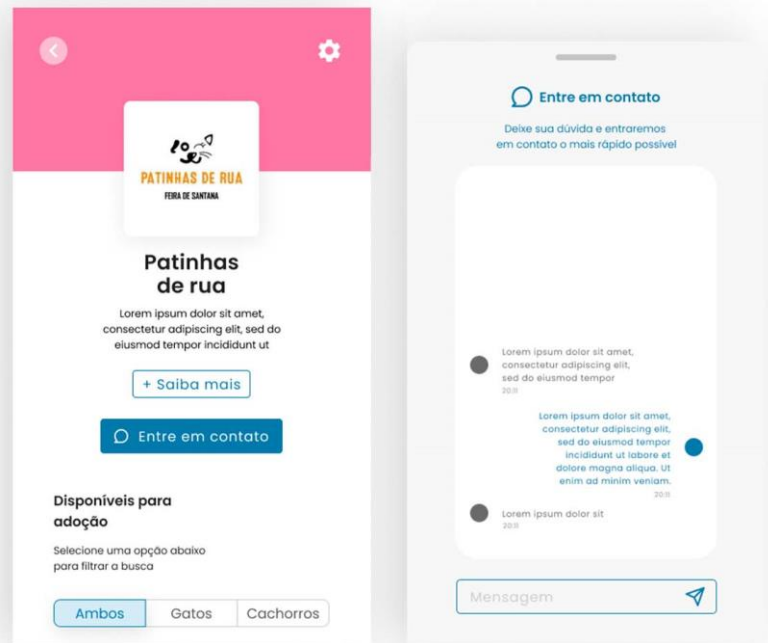 PATINHAS DE RUA
FEIRA DE SANTANA
Patinhas
de rua
Lorem ipsum dolor sit amet,
consectetur adipiscing elit, sed do
eiusmod tempor incididunt ut
+ Saiba mais
Entre em contato
Disponíveis para
adoção
Selecione uma opção abaixo
para filtrar a busca
Ambos
Gatos
Cachorros
Entre em contato
Deixe sua dúvida e entraremos
em contato o mais rápido possível
Lorem ipsum dolor sit amet,
consectetur adipiscing elit,
sed do eiusmod tempor
20:11
Lorem ipsum dolor sit amet,
consectetur adipiscing elit,
sed do eiusmod tempor
incididunt ut labore et
dolore magna aliqua. Ut
enim ad minim veniam.
20:11
Lorem ipsum dolor sit
20:11
Mensagem